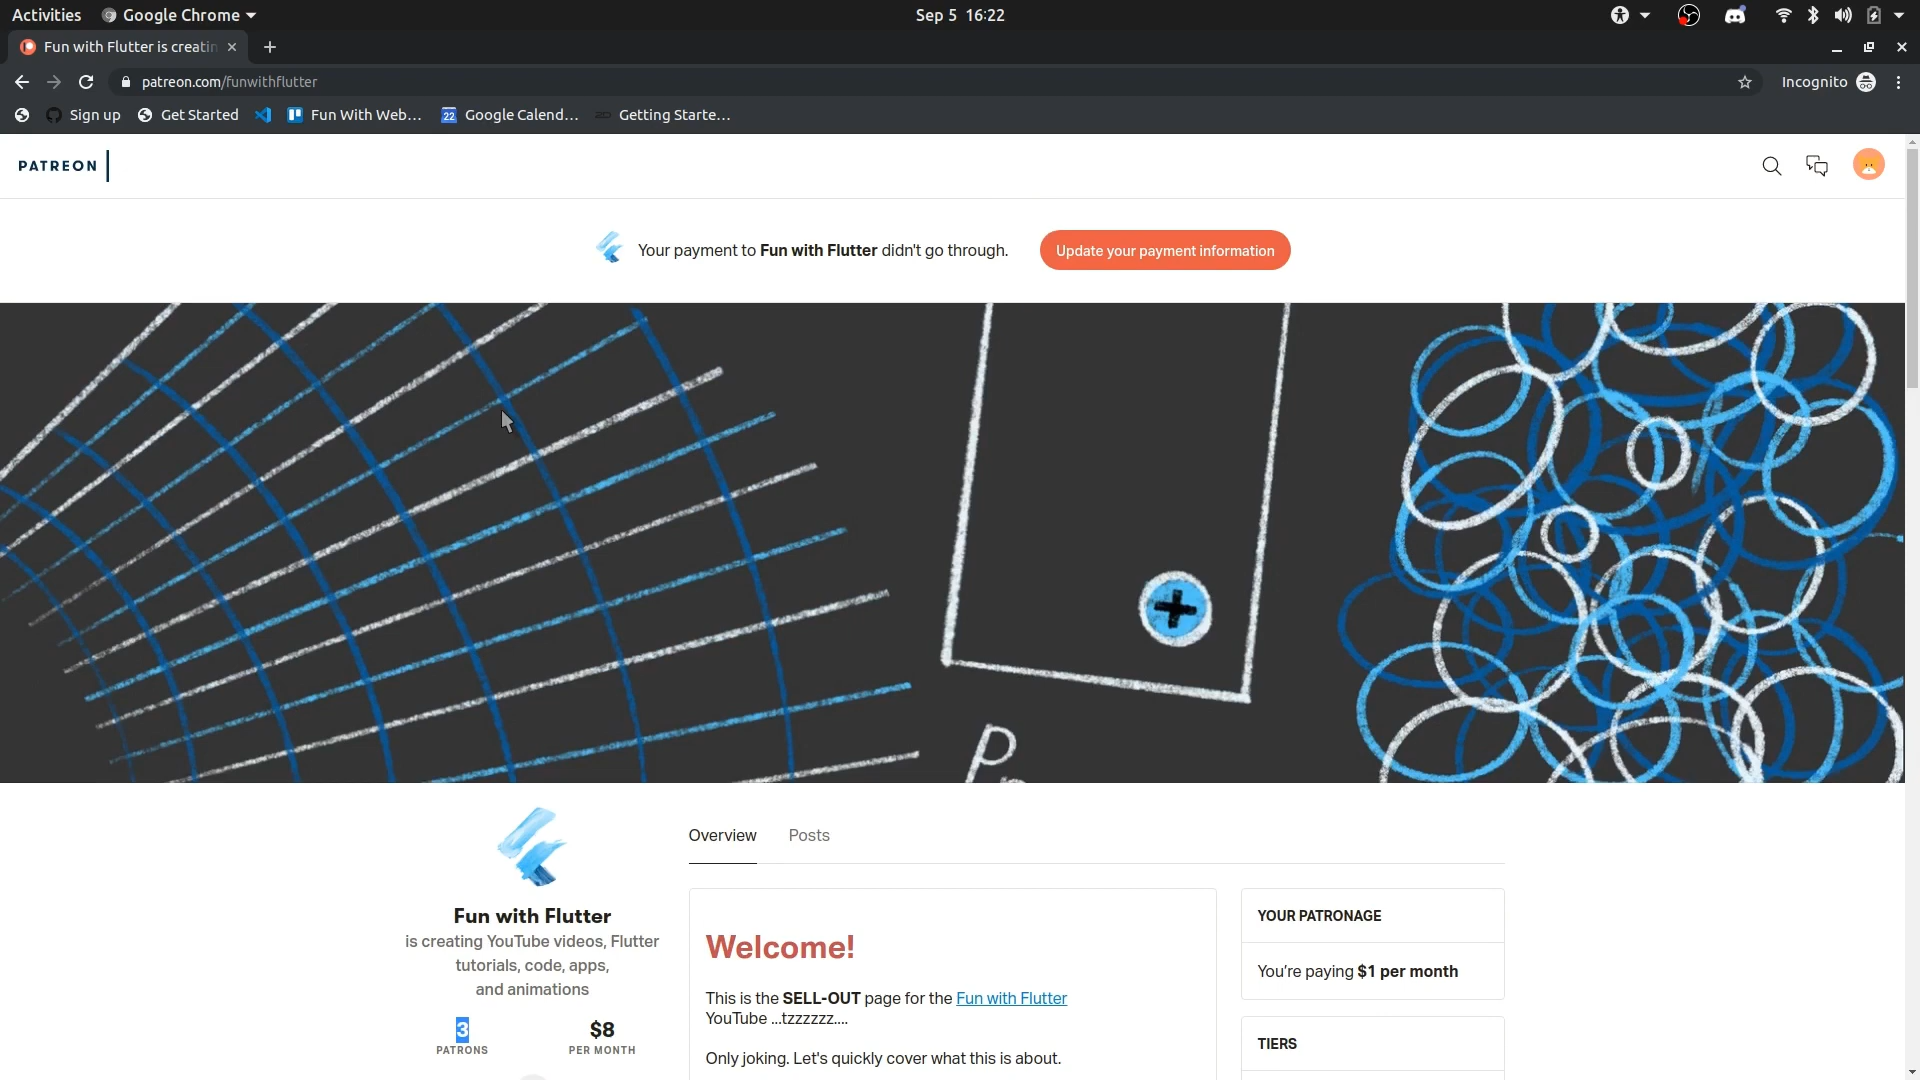 Activities Google Chrome Sep 5 16:22
Fun with Flutter is creatin
patreon.com/funwithflutter Incognito
Sign up Get Started Fun With Web... 22 Google Calend... Getting Starte...
PATREON
Your payment to Fun with Flutter didn't go through. Update your payment information
Overview Posts
Fun with Flutter
is creating YouTube videos, Flutter
tutorials, code, apps,
and animations
3 $8
PATRONS PER MONTH
Welcome!
This is the SELL-OUT page for the Fun with Flutter
YouTube ...tzzzzzz....
Only joking. Let's quickly cover what this is about.
YOUR PATRONAGE
You're paying $1 per month
TIERS